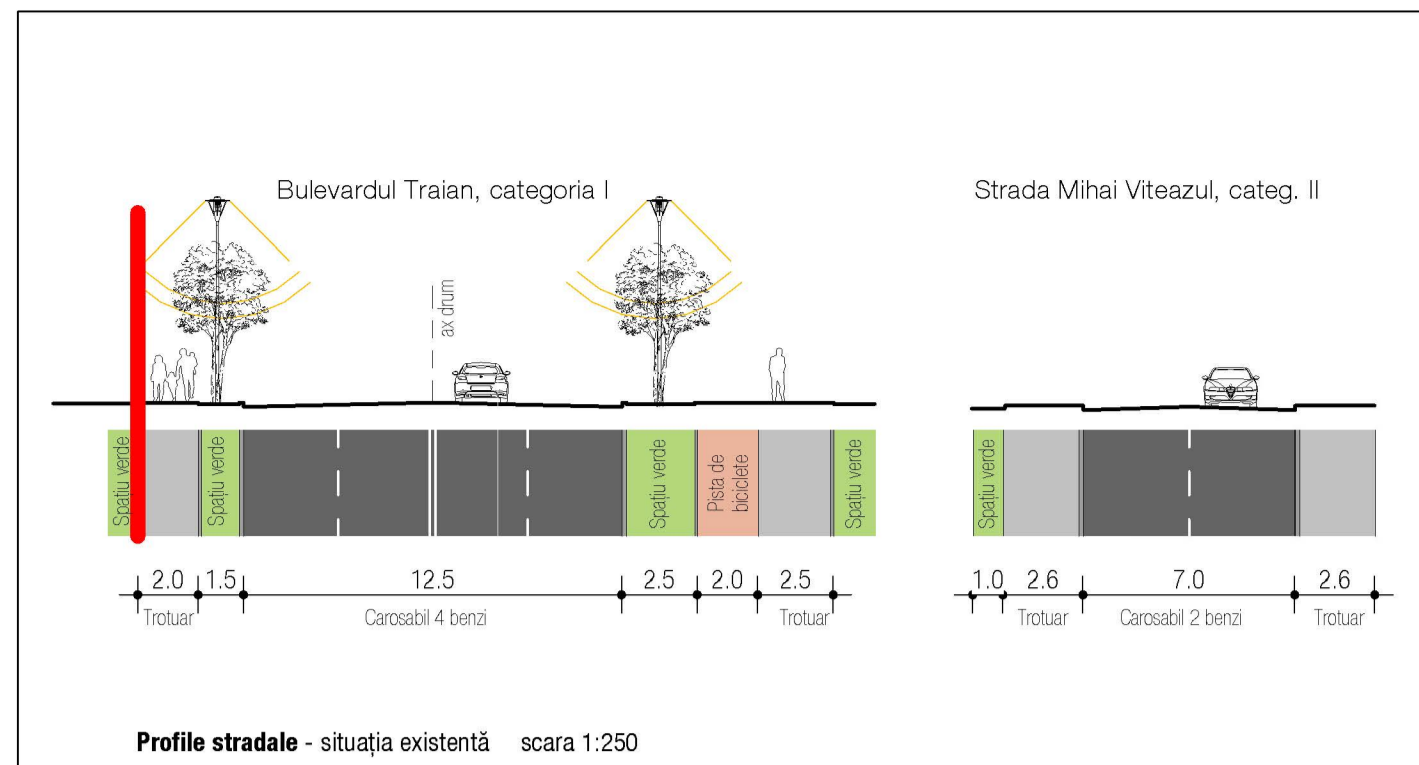 Bulevardul Traian, categoria I
Strada Mihai Viteazul, categ. II
ax drum
Spațiu verde
Spațiu verde
Spațiu verde
Pista de
biciclete
Spațiu verde
Spațiu verde
2.0 1.5 12.5 2.5 2.0 2.5
Trotuar Carosabil 4 benzi Trotuar
1.0 2.6 7.0 2.6
Trotuar Carosabil 2 benzi Trotuar
Profile stradale - situația existentă scara 1:250